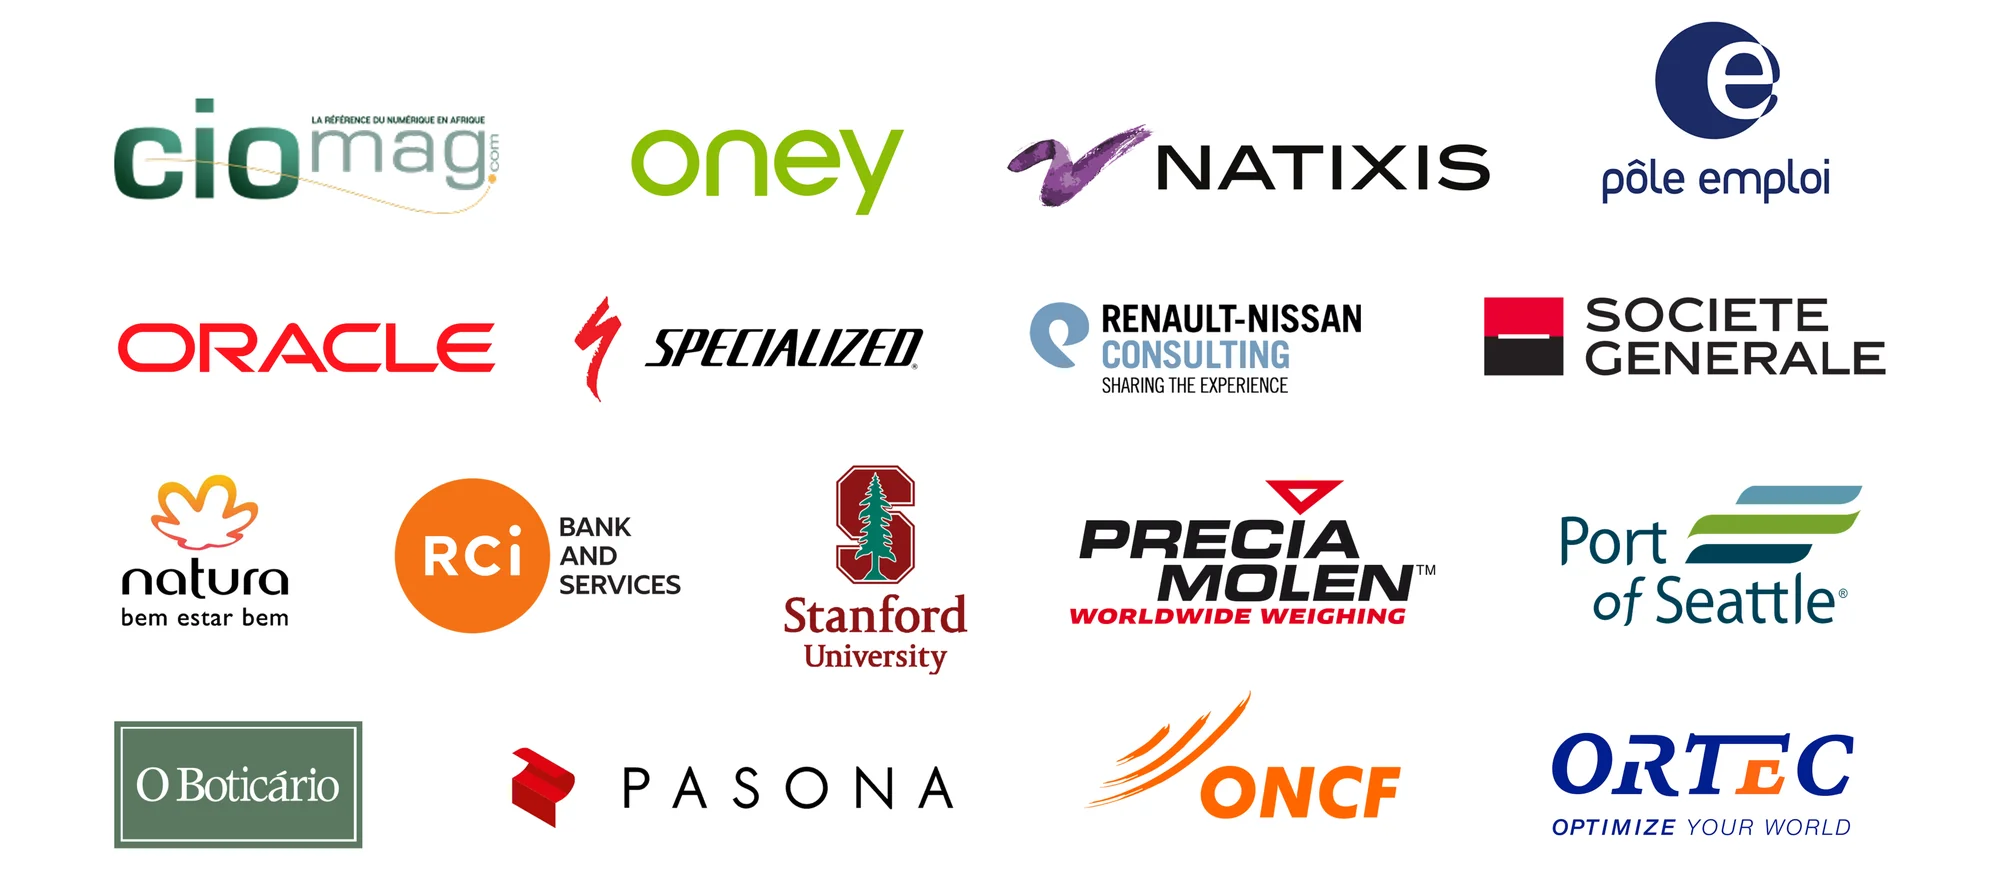 ciomag.com
LA RÉFÉRENCE DU NUMÉRIQUE EN AFRIQUE
oney
NATIXIS
e
pôle emploi
ORACLE
SPECIALIZED®
RENAULT-NISSAN
CONSULTING
SHARING THE EXPERIENCE
SOCIETE
GENERALE
natura
bem estar bem
RCi
BANK
AND
SERVICES
S
Stanford
University
PRECIA
MOLEN™
WORLDWIDE WEIGHING
Port
of Seattle®
O Boticário
PASONA
ONCF
ORTEC
OPTIMIZE YOUR WORLD